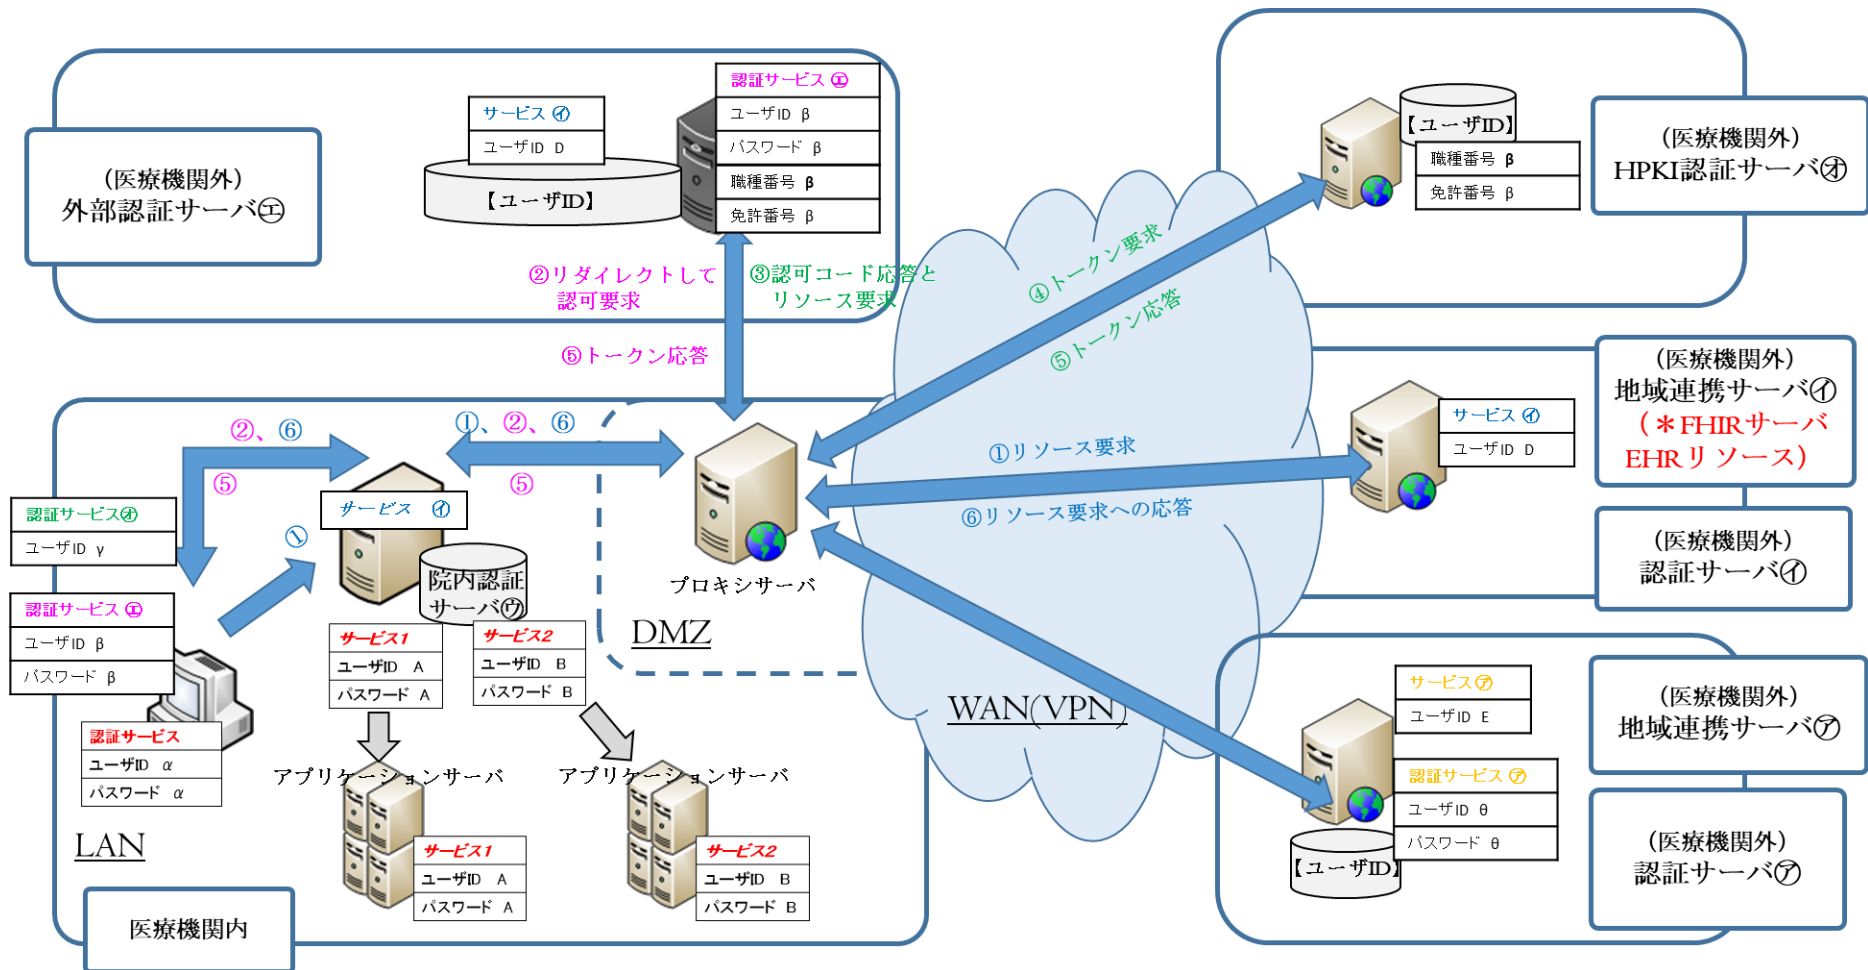 (医療機関外)
外部認証サーバ㋓
サービス ㋑
ユーザID D
【ユーザID】
認証サービス ㋓
ユーザID β
パスワード β
職種番号 β
免許番号 β
②リダイレクトして
認可要求
③認可コード応答と
リソース要求
⑤トークン応答
【ユーザID】
職種番号 β
免許番号 β
(医療機関外)
HPKI認証サーバ㋔
④トークン要求
⑤トークン応答
(医療機関外)
地域連携サーバ㋑
(＊FHIRサーバ
EHRリソース)
サービス ㋑
ユーザID D
(医療機関外)
認証サーバ㋑
①リソース要求
⑥リソース要求への応答
②、⑥
⑤
①、②、⑥
⑤
①
サービス ㋑
認証サービス㋔
ユーザID γ
認証サービス ㋓
ユーザID β
パスワード β
認証サービス
ユーザID α
パスワード α
院内認証
サーバ㋒
サービス1
ユーザID A
パスワード A
サービス2
ユーザID B
パスワード B
プロキシサーバ
DMZ
WAN(VPN)
アプリケーションサーバ
アプリケーションサーバ
サービス1
ユーザID A
パスワード A
サービス2
ユーザID B
パスワード B
LAN
医療機関内
サービス㋐
ユーザID E
認証サービス ㋐
ユーザID θ
パスワード θ
【ユーザID】
(医療機関外)
地域連携サーバ㋐
(医療機関外)
認証サーバ㋐